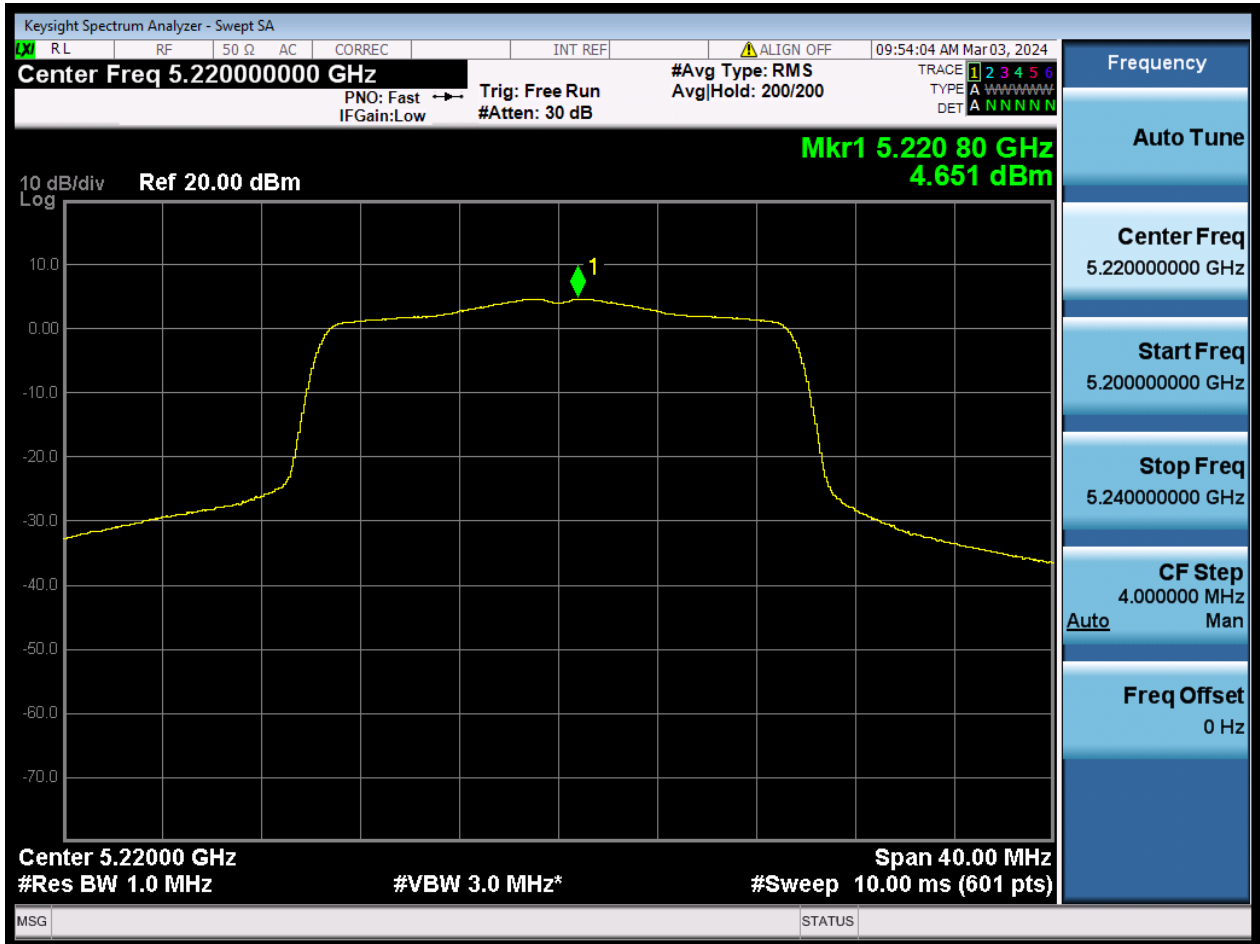 Keysight Spectrum Analyzer - Swept SA
LXI RL RF 50 Ω AC CORREC INT REF ALIGN OFF 09:54:04 AM Mar 03, 2024
Center Freq 5.220000000 GHz
PNO: Fast
IFGain:Low
Trig: Free Run
#Atten: 30 dB
#Avg Type: RMS
Avg|Hold: 200/200
TRACE 1 2 3 4 5 6
TYPE A WWWWW
DET A N N N N N
Mkr1 5.220 80 GHz
4.651 dBm
10 dB/div Ref 20.00 dBm
Log
10.0
0.00
-10.0
-20.0
-30.0
-40.0
-50.0
-60.0
-70.0
1
Center 5.22000 GHz Span 40.00 MHz
#Res BW 1.0 MHz #VBW 3.0 MHz* #Sweep 10.00 ms (601 pts)
MSG STATUS
Frequency
Auto Tune
Center Freq
5.220000000 GHz
Start Freq
5.200000000 GHz
Stop Freq
5.240000000 GHz
CF Step
4.000000 MHz
Auto Man
Freq Offset
0 Hz